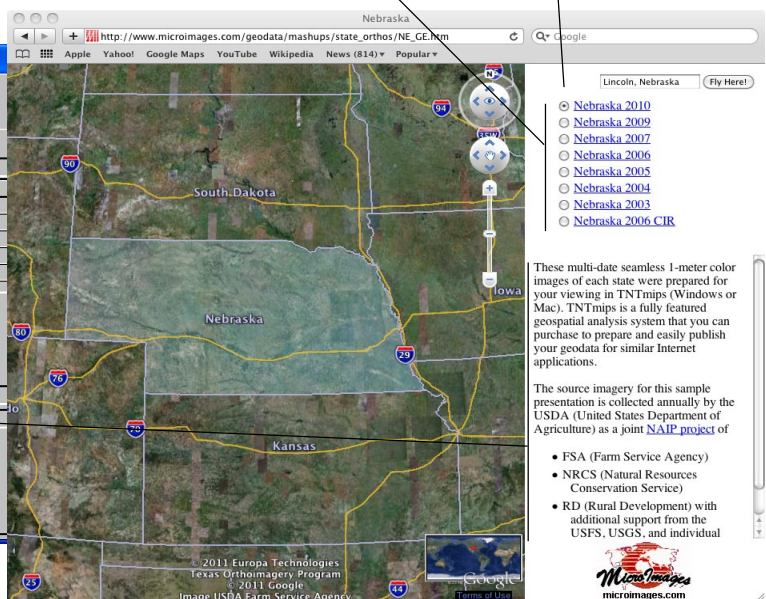 Nebraska
http://www.microimages.com/geodata/mashups/state_orthos/NE_GE.htm
Google
Apple Yahoo! Google Maps YouTube Wikipedia News (814)▾ Popular▾
Lincoln, Nebraska
Fly Here!
Nebraska 2010
Nebraska 2009
Nebraska 2007
Nebraska 2006
Nebraska 2005
Nebraska 2004
Nebraska 2003
Nebraska 2006 CIR
N
94
35W
90
South Dakota
Iowa
Nebraska
80
29
76
70
Kansas
25
44
© 2011 Europa Technologies
Texas Orthoimagery Program
© 2011 Google
Image USDA Farm Service Agency
Google
Terms of Use
These multi-date seamless 1-meter color
images of each state were prepared for
your viewing in TNTmips (Windows or
Mac). TNTmips is a fully featured
geospatial analysis system that you can
purchase to prepare and easily publish
your geodata for similar Internet
applications.
The source imagery for this sample
presentation is collected annually by the
USDA (United States Department of
Agriculture) as a joint NAIP project of
• FSA (Farm Service Agency)
• NRCS (Natural Resources
Conservation Service)
• RD (Rural Development) with
additional support from the
USFS, USGS, and individual
MicroImages
microimages.com